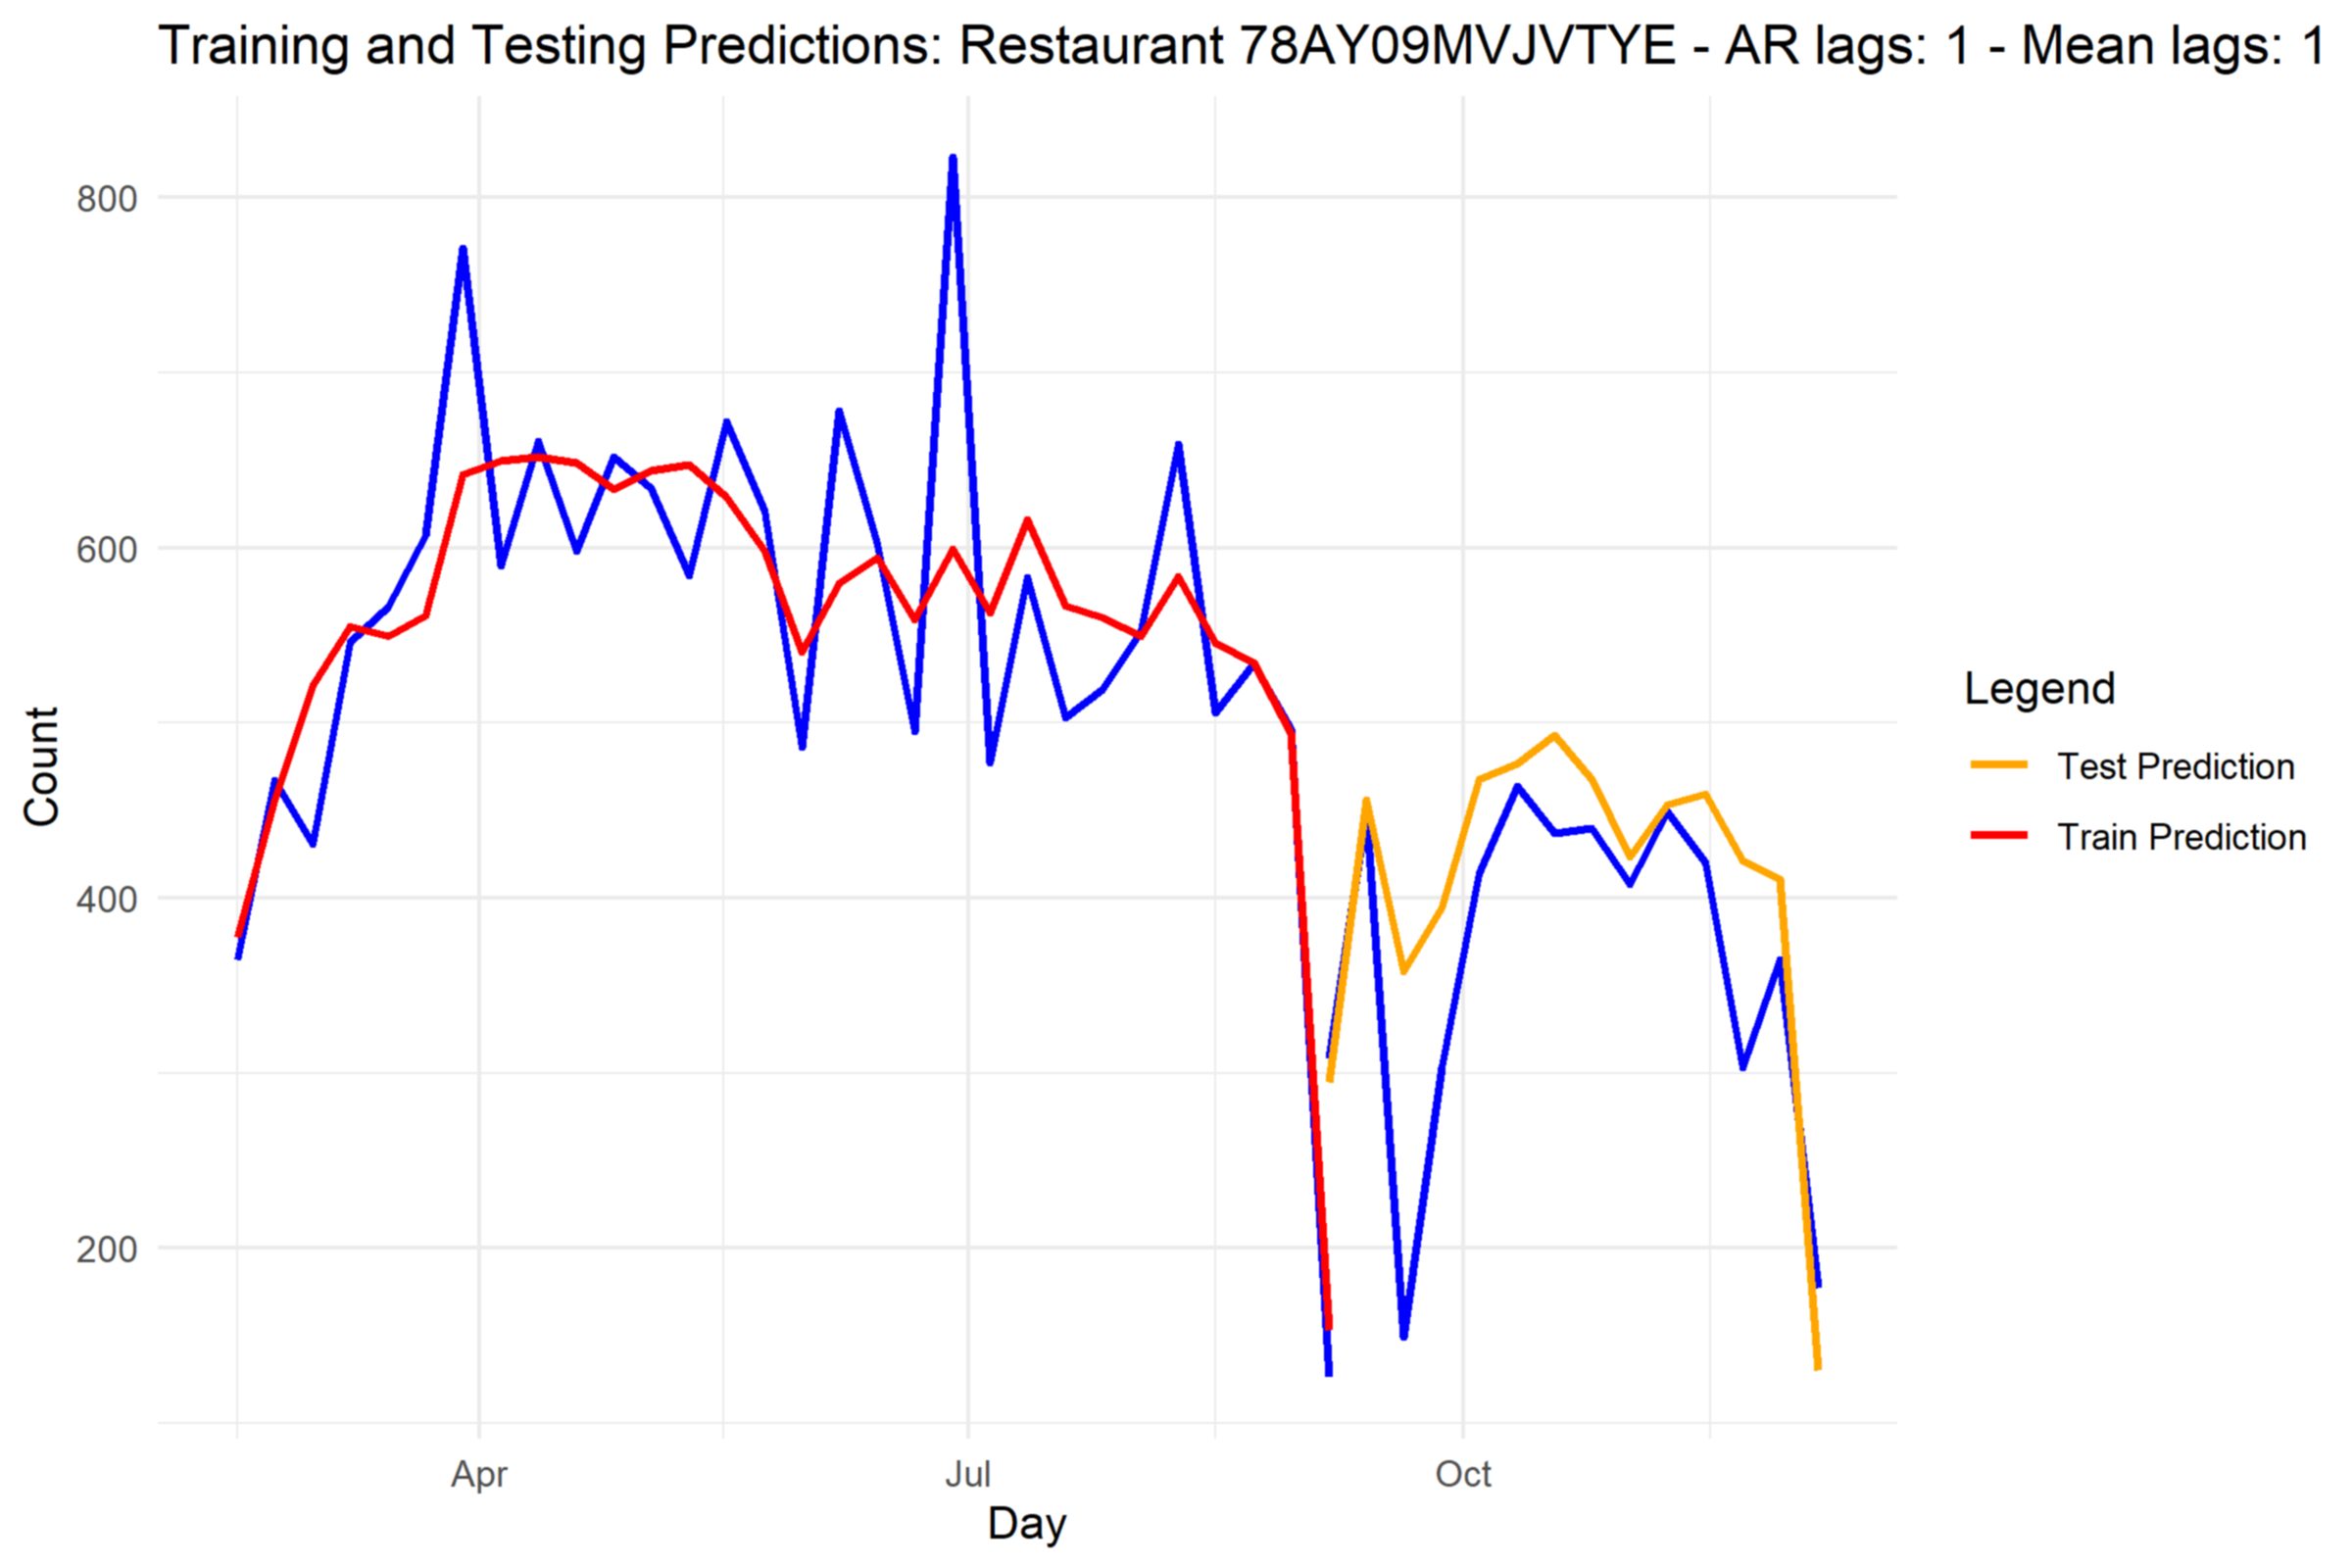 Training and Testing Predictions: Restaurant 78AY09MVJVTYE - AR lags: 1 - Mean lags: 1
Count
800
600
400
200
Apr
Jul
Oct
Day
Legend
Test Prediction
Train Prediction